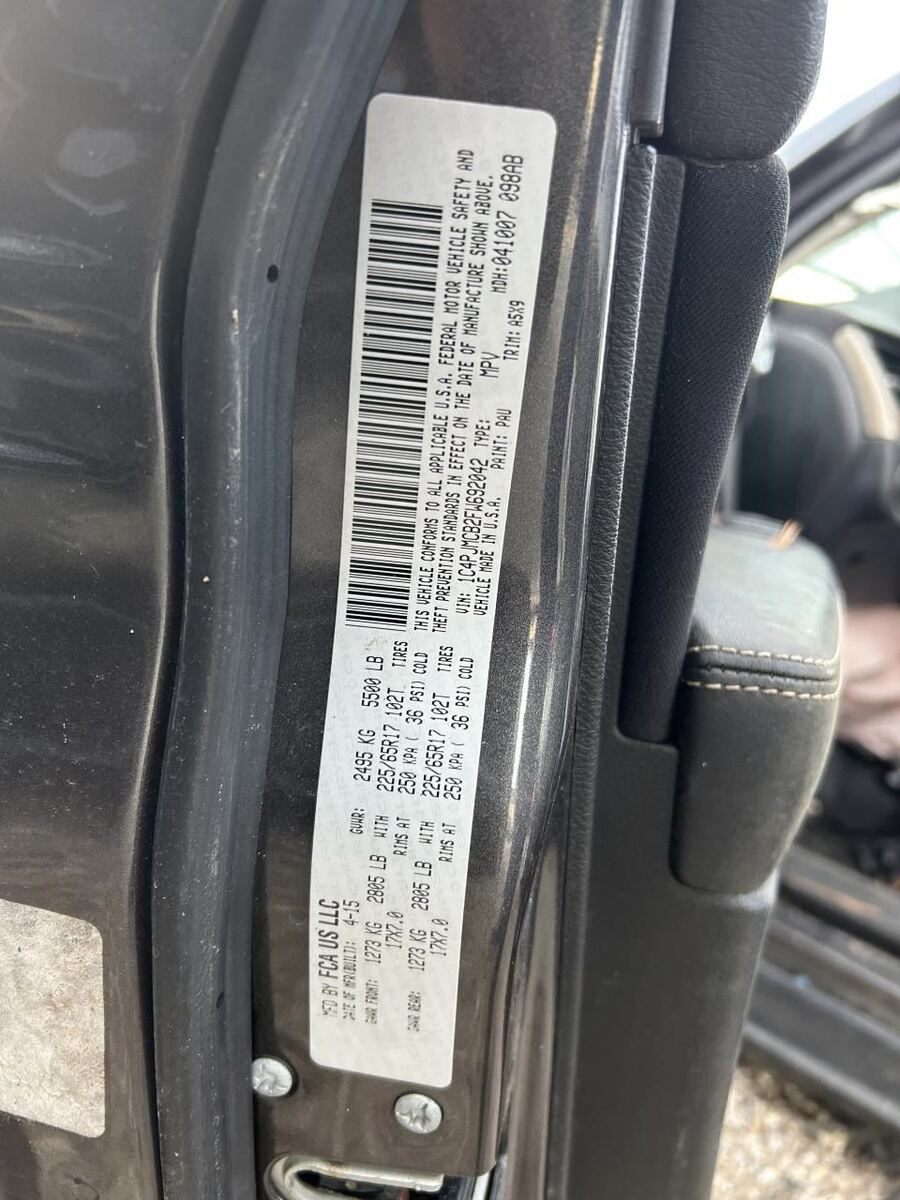 MFD BY FCA US LLC
DATE OF MFR(BUILT): 4-15 GVWR: 2495 KG 5500 LB
GAWR FRONT: 1273 KG 2805 LB WITH 225/65R17 102T TIRES
17X7.0 RIMS AT 250 KPA ( 36 PSI) COLD
GAWR REAR: 1273 KG 2805 LB WITH 225/65R17 102T TIRES
17X7.0 RIMS AT 250 KPA ( 36 PSI) COLD
THIS VEHICLE CONFORMS TO ALL APPLICABLE U.S.A. FEDERAL MOTOR VEHICLE SAFETY AND
THEFT PREVENTION STANDARDS IN EFFECT ON THE DATE OF MANUFACTURE SHOWN ABOVE.
VIN: 1C4PJMCB2FW692042 TYPE: MPV MDH:041007 098AB
VEHICLE MADE IN U.S.A. PAINT: PAU TRIM: A5X9